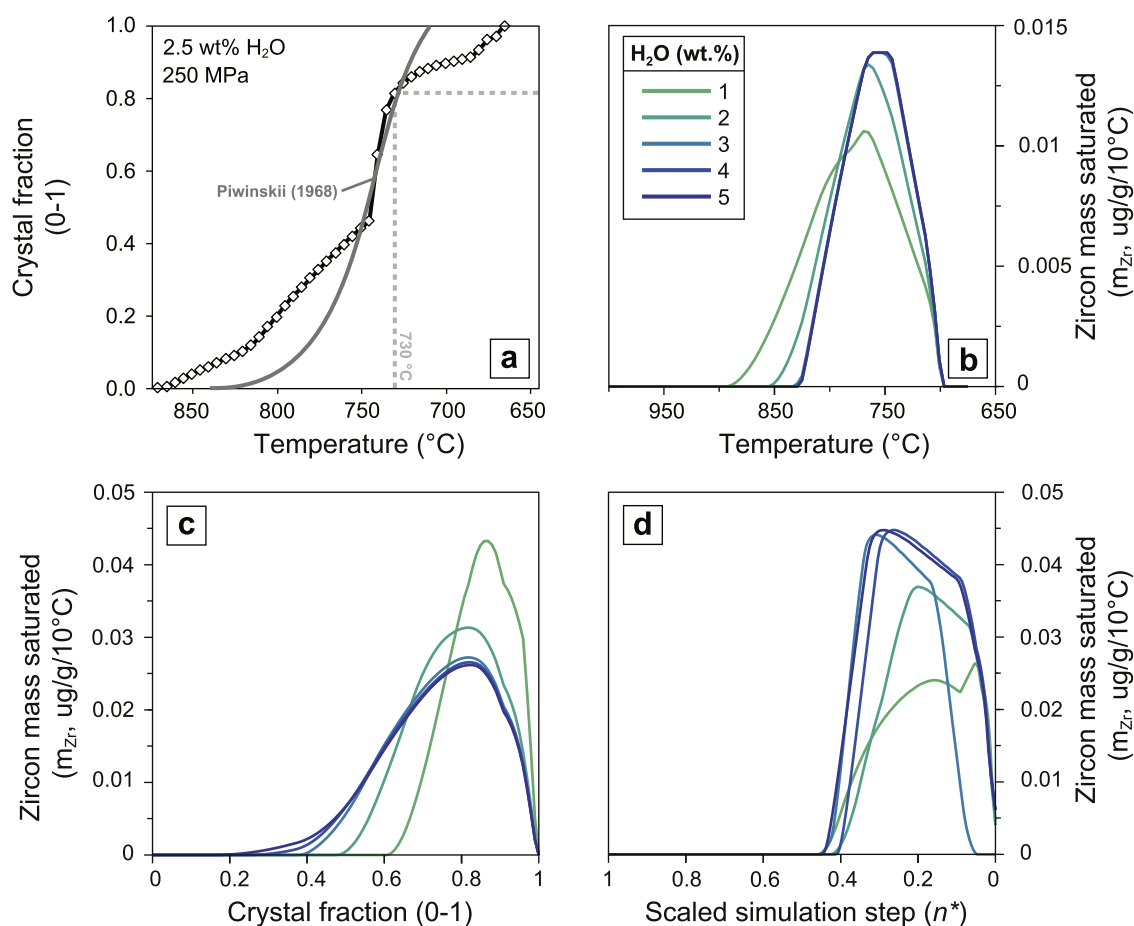 2.5 wt% H₂O
250 MPa
Piwinskii (1968)
730 °C
a
1.0
0.8
0.6
0.4
0.2
0.0
850
800
750
700
650
Temperature (°C)
Crystal fraction
(0-1)
H₂O (wt.%)
1
2
3
4
5
b
0.015
0.01
0.005
0
950
850
750
650
Temperature (°C)
Zircon mass saturated
(m_Zr, ug/g/10°C)
c
0.05
0.04
0.03
0.02
0.01
0
0
0.2
0.4
0.6
0.8
1
Crystal fraction (0-1)
Zircon mass saturated
(m_Zr, ug/g/10°C)
d
0.05
0.04
0.03
0.02
0.01
0
1
0.8
0.6
0.4
0.2
0
Scaled simulation step (n*)
Zircon mass saturated
(m_Zr, ug/g/10°C)